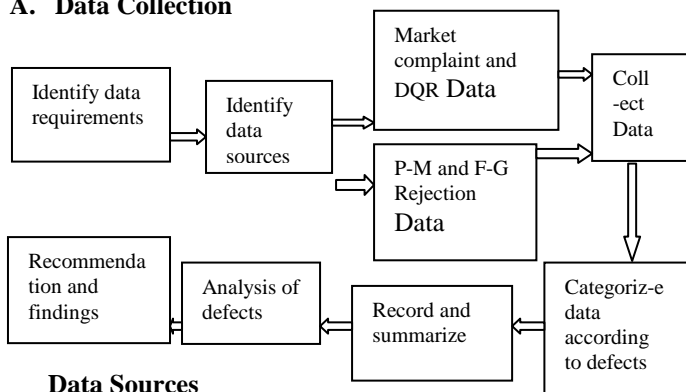 A. Data Collection
Identify data
requirements
Identify
data
sources
Market
complaint and
DQR Data
P-M and F-G
Rejection
Data
Coll
-ect
Data
Categoriz-e
data
according
to defects
Record and
summarize
Analysis of
defects
Recommenda
tion and
findings
Data Sources